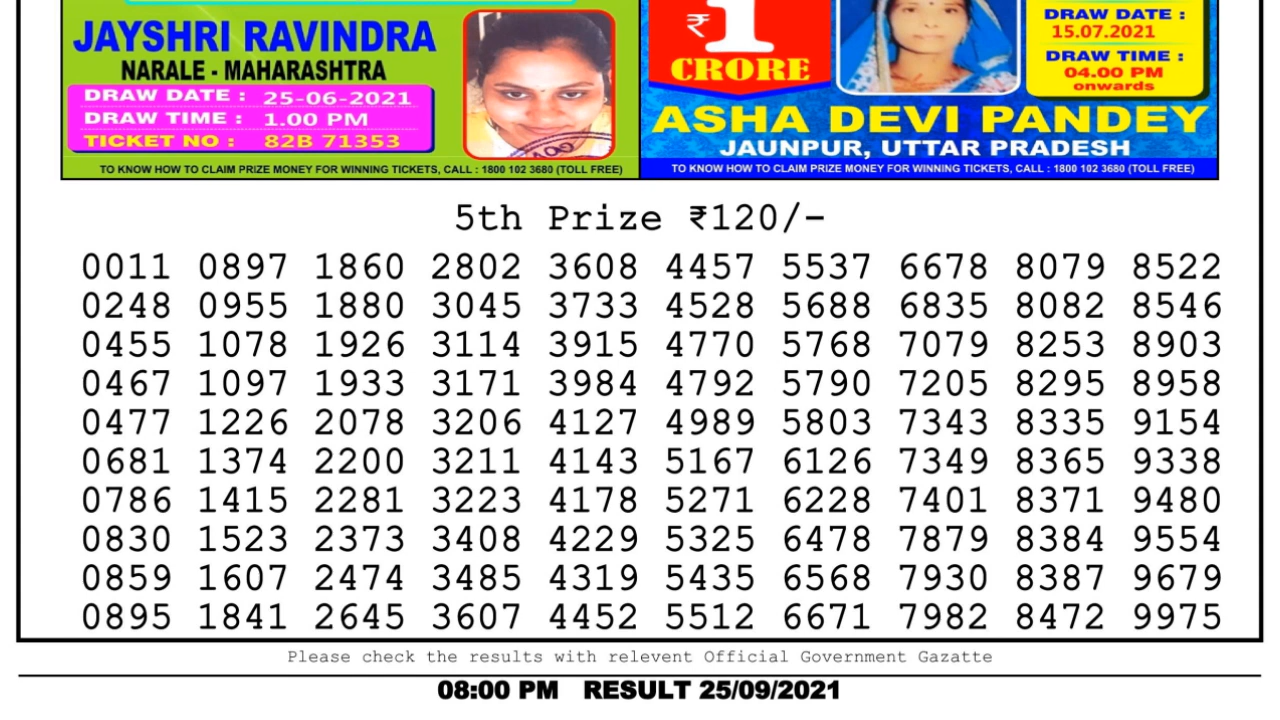 JAYSHRI RAVINDRA
NARALE - MAHARASHTRA
DRAW DATE : 25-06-2021
DRAW TIME : 1.00 PM
TICKET NO : 82B 71353
TO KNOW HOW TO CLAIM PRIZE MONEY FOR WINNING TICKETS, CALL : 1800 102 3680 (TOLL FREE)
₹1
CRORE
DRAW DATE :
15.07.2021
DRAW TIME :
04.00 PM
onwards
ASHA DEVI PANDEY
JAUNPUR, UTTAR PRADESH
TO KNOW HOW TO CLAIM PRIZE MONEY FOR WINNING TICKETS, CALL : 1800 102 3680 (TOLL FREE)
5th Prize ₹120/-
0011 0897 1860 2802 3608 4457 5537 6678 8079 8522
0248 0955 1880 3045 3733 4528 5688 6835 8082 8546
0455 1078 1926 3114 3915 4770 5768 7079 8253 8903
0467 1097 1933 3171 3984 4792 5790 7205 8295 8958
0477 1226 2078 3206 4127 4989 5803 7343 8335 9154
0681 1374 2200 3211 4143 5167 6126 7349 8365 9338
0786 1415 2281 3223 4178 5271 6228 7401 8371 9480
0830 1523 2373 3408 4229 5325 6478 7879 8384 9554
0859 1607 2474 3485 4319 5435 6568 7930 8387 9679
0895 1841 2645 3607 4452 5512 6671 7982 8472 9975
Please check the results with relevent Official Government Gazatte
08:00 PM RESULT 25/09/2021